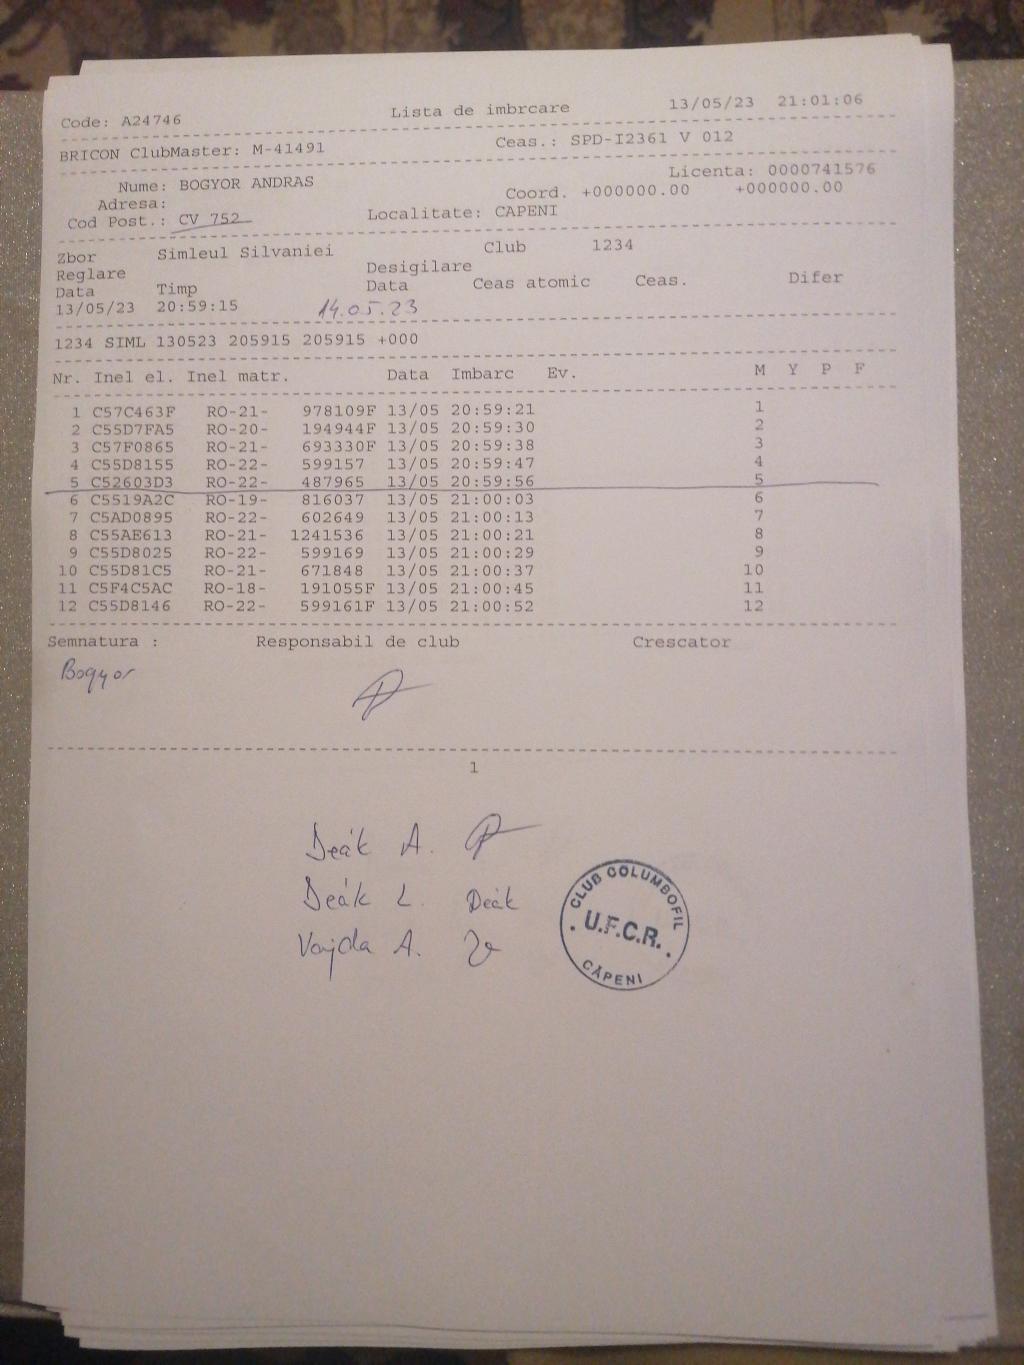 Code: A24746 Lista de imbrcare 13/05/23 21:01:06
BRICON ClubMaster: M-41491 Ceas.: SPD-I2361 V 012
Licenta: 0000741576
Nume: BOGYOR ANDRAS Coord. +000000.00 +000000.00
Adresa:
Cod Post.: CV 752 Localitate: CAPENI
Zbor Simleul Silvaniei Club 1234
Reglare Desigilare
Data Timp Data Ceas atomic Ceas. Difer
13/05/23 20:59:15 14.05.23
1234 SIML 130523 205915 205915 +000
Nr. Inel el. Inel matr. Data Imbarc Ev. M Y P F
1 C57C463F RO-21- 978109F 13/05 20:59:21 1
2 C55D7FA5 RO-20- 194944F 13/05 20:59:30 2
3 C57F0865 RO-21- 693330F 13/05 20:59:38 3
4 C55D8155 RO-22- 599157 13/05 20:59:47 4
5 C52603D3 RO-22- 487965 13/05 20:59:56 5
6 C5519A2C RO-19- 816037 13/05 21:00:03 6
7 C5AD0895 RO-22- 602649 13/05 21:00:13 7
8 C55AE613 RO-21- 1241536 13/05 21:00:21 8
9 C55D8025 RO-22- 599169 13/05 21:00:29 9
10 C55D81C5 RO-21- 671848 13/05 21:00:37 10
11 C5F4C5AC RO-18- 191055F 13/05 21:00:45 11
12 C55D8146 RO-22- 599161F 13/05 21:00:52 12
Semnatura : Responsabil de club Crescator
Bogyor
1
Deák A.
Deák L. Deák
Vajda A.
CLUB COLUMBOFIL
U.F.C.R.
CĂPENI